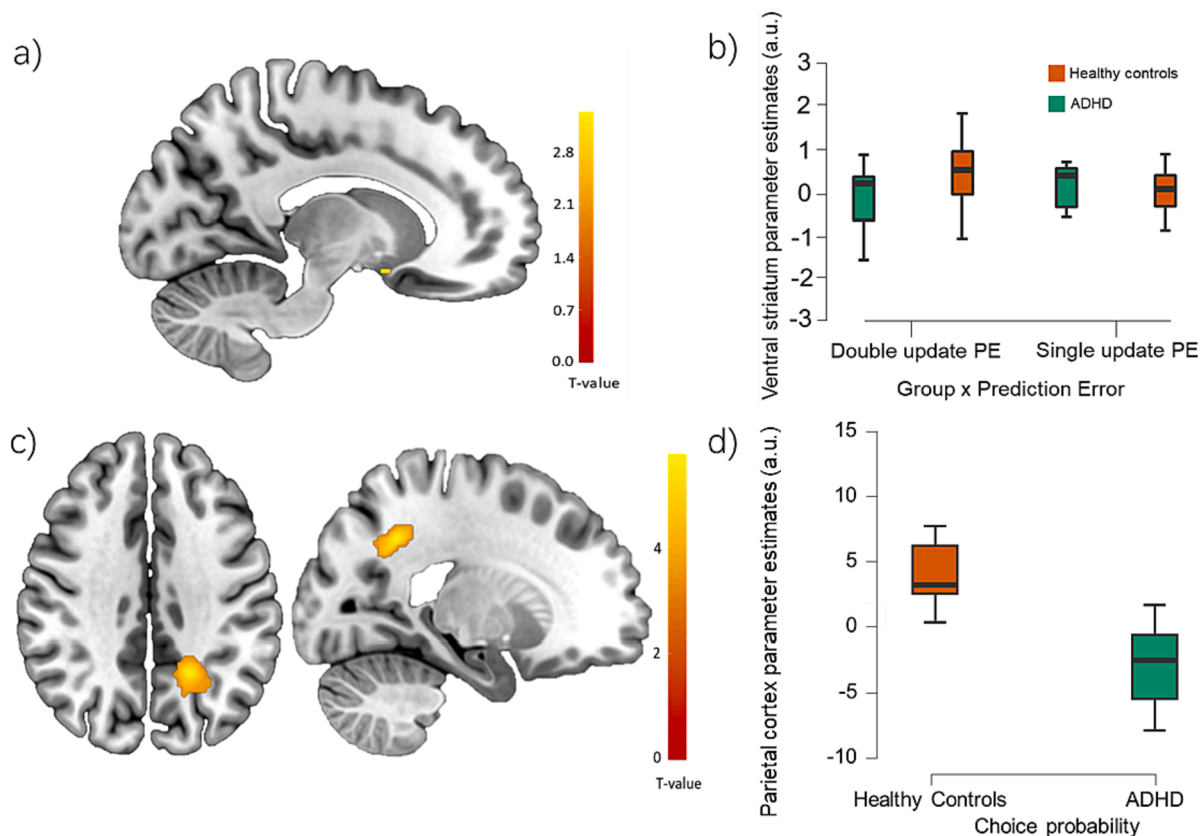 a)
2.8
2.1
1.4
0.7
0.0
T-value
b)
Ventral striatum parameter estimates (a.u.)
3
2
1
0
-1
-2
-3
Healthy controls
ADHD
Double update PE
Single update PE
Group x Prediction Error
c)
4
2
0
T-value
d)
Parietal cortex parameter estimates (a.u.)
15
10
5
0
-5
-10
Healthy Controls
ADHD
Choice probability